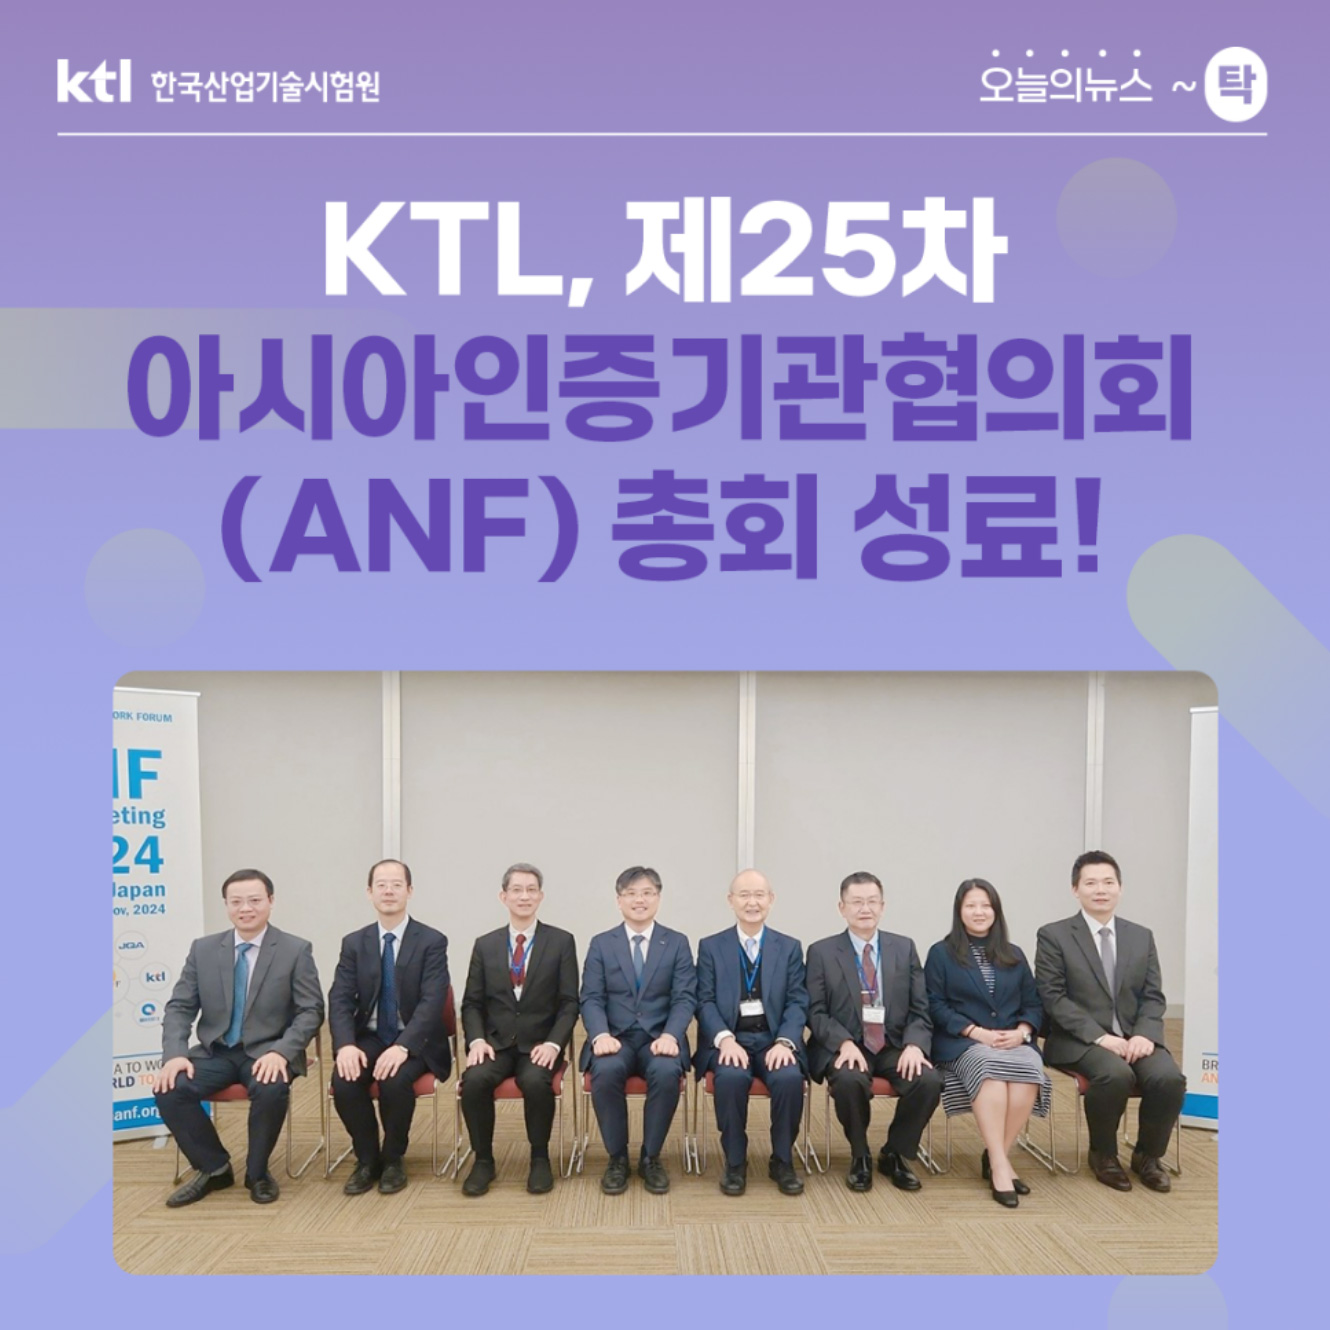 ktl 한국산업기술시험원
오늘의뉴스 ~탁
KTL, 제25차
아시아인증기관협의회
(ANF) 총회 성료!
ORK FORUM
NF
eting
24
Japan
ov, 2024
JQA
ktl
A TO WO
RLD TO
anf.org
BR
AN